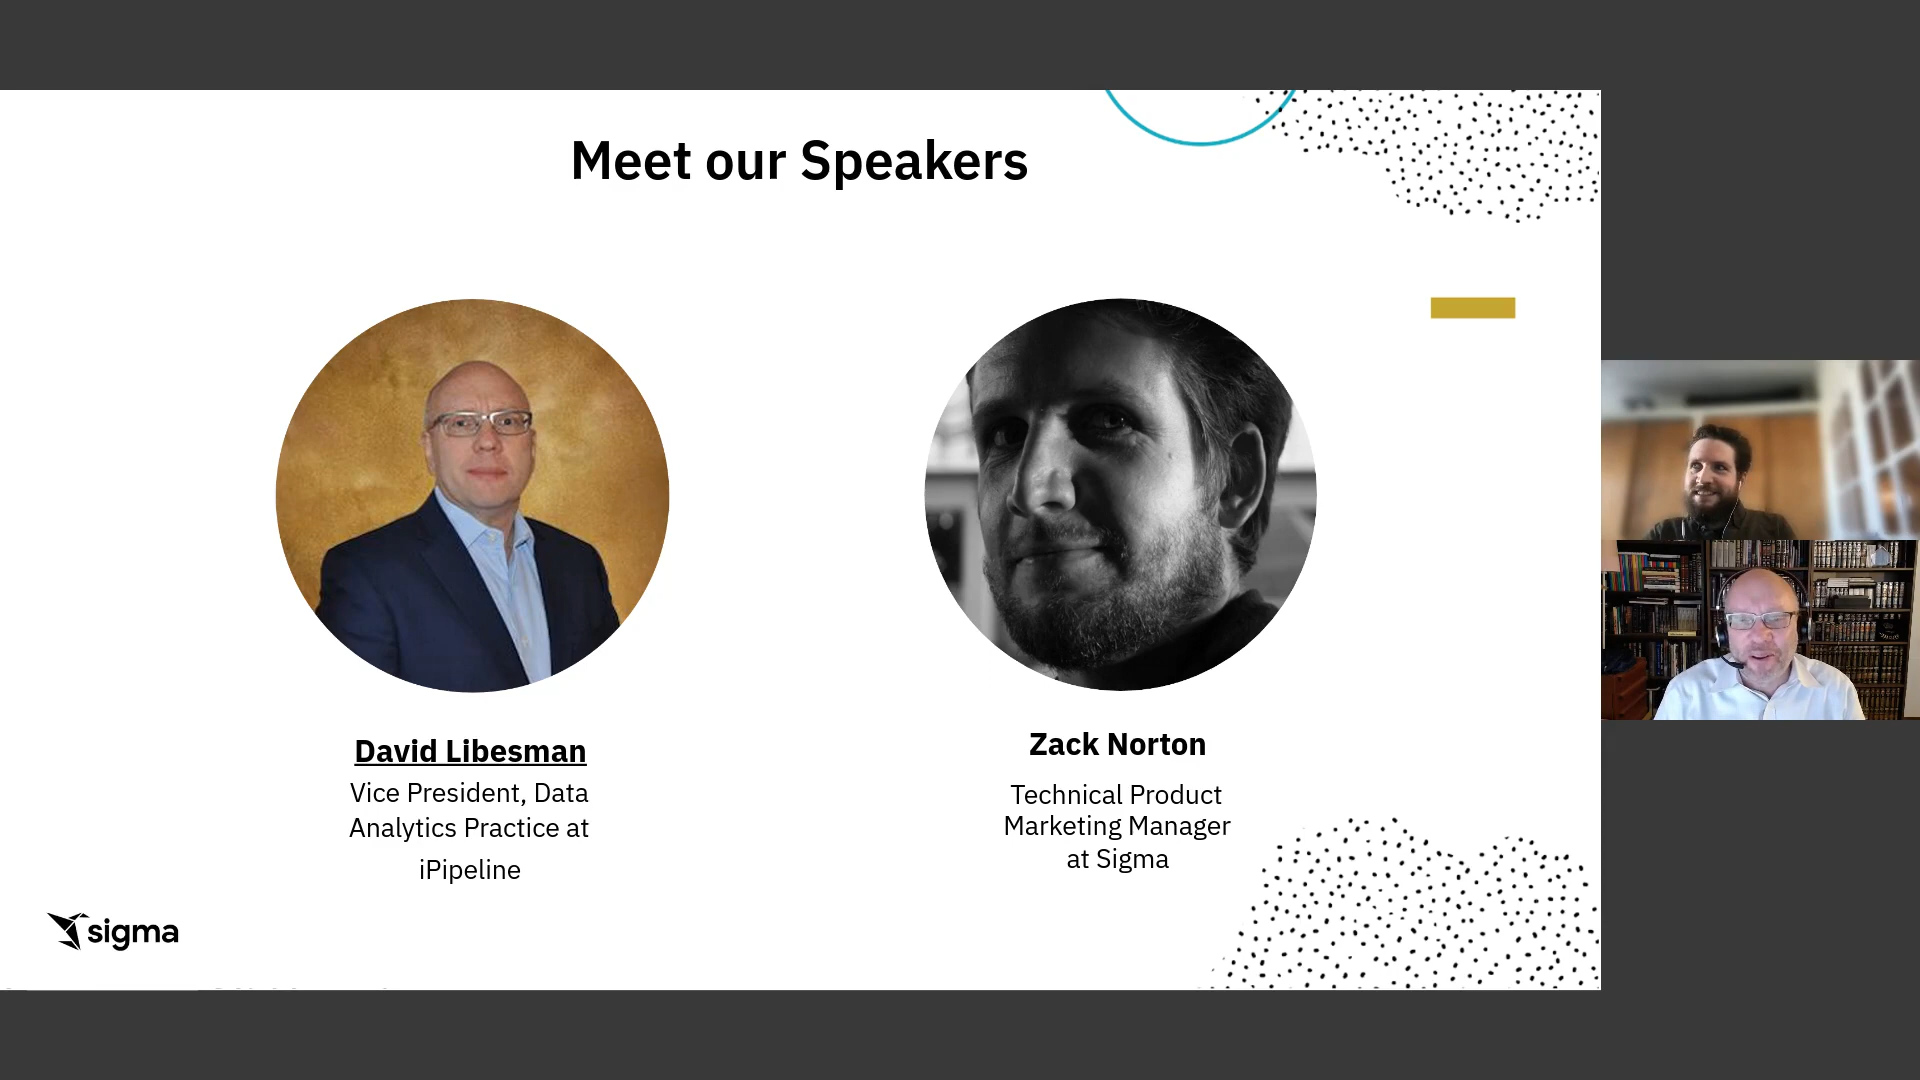 Meet our Speakers
David Libesman
Vice President, Data
Analytics Practice at
iPipeline
Zack Norton
Technical Product
Marketing Manager
at Sigma
sigma